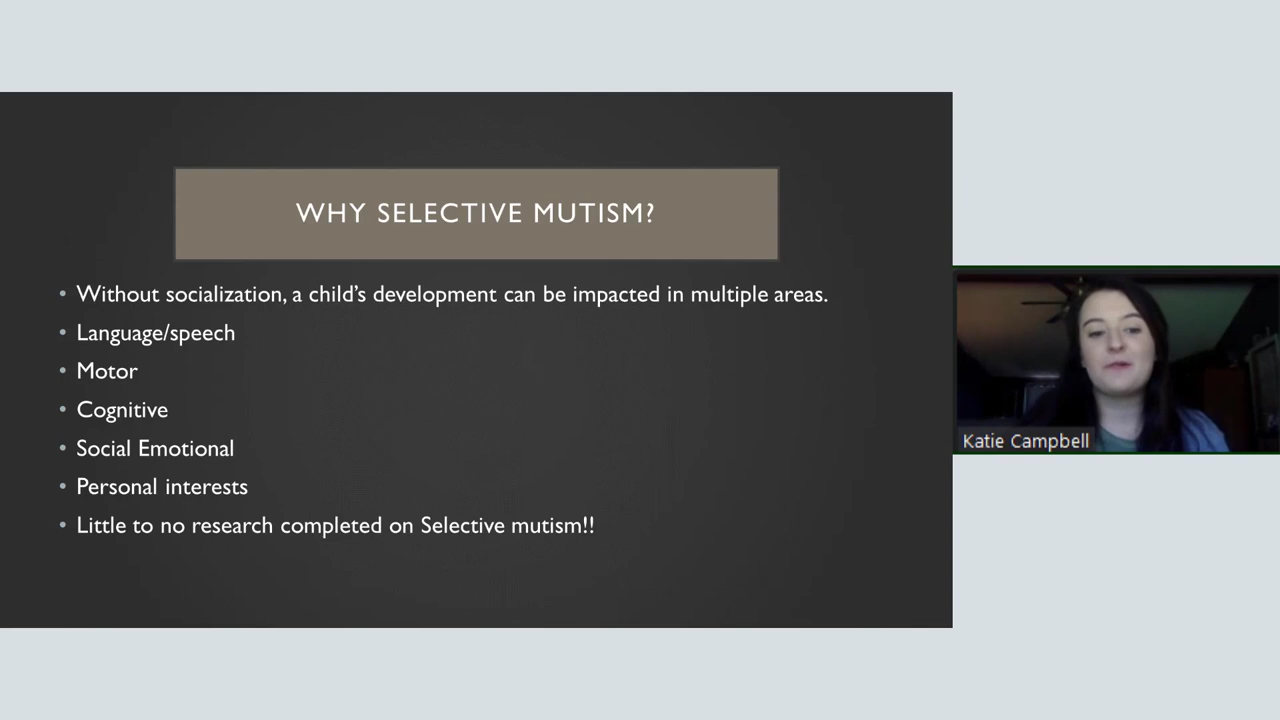 WHY SELECTIVE MUTISM?
• Without socialization, a child’s development can be impacted in multiple areas.
• Language/speech
• Motor
• Cognitive
• Social Emotional
• Personal interests
• Little to no research completed on Selective mutism!!
Katie Campbell